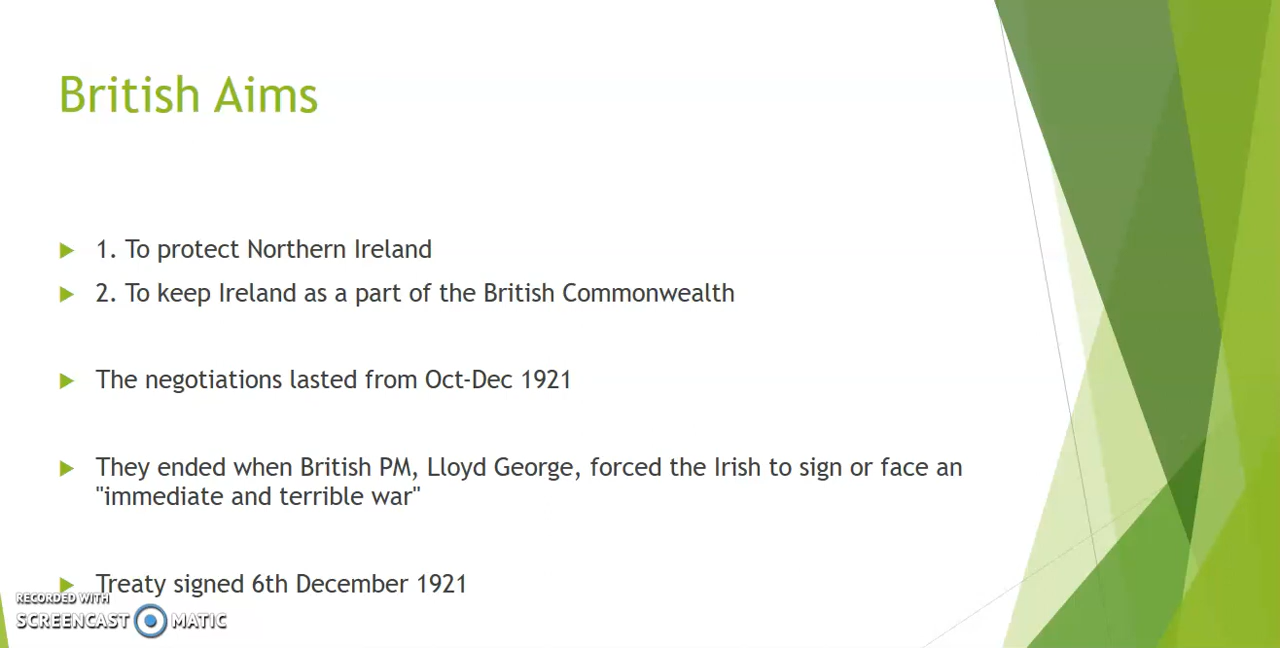 British Aims
1. To protect Northern Ireland
2. To keep Ireland as a part of the British Commonwealth
The negotiations lasted from Oct-Dec 1921
They ended when British PM, Lloyd George, forced the Irish to sign or face an
"immediate and terrible war"
Treaty signed 6th December 1921
RECORDED WITH
SCREENCAST MATIC